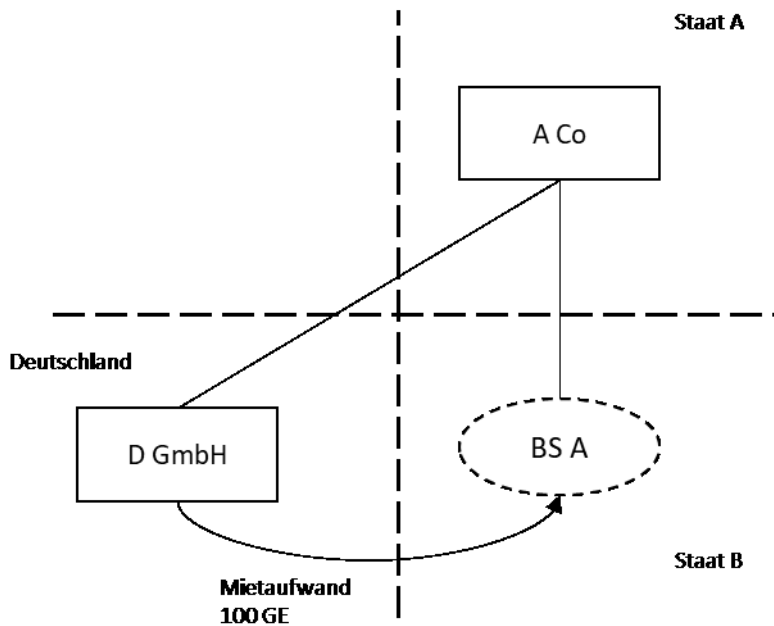 Staat A
A Co
Deutschland
D GmbH
BS A
Staat B
Mietaufwand
100 GE